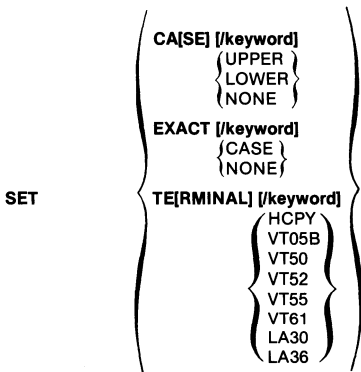 CA[SE] [/keyword]
UPPER
LOWER
NONE
EXACT [/keyword]
CASE
NONE
SET TE[RMINAL] [/keyword]
HCPY
VT05B
VT50
VT52
VT55
VT61
LA30
LA36